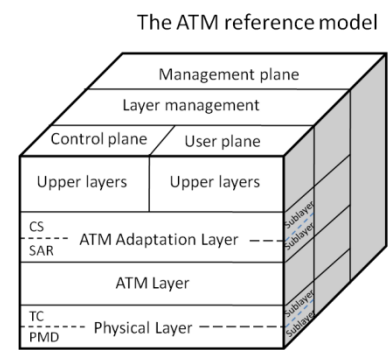 The ATM reference model
Management plane
Layer management
Control plane
User plane
Upper layers
Upper layers
CS
ATM Adaptation Layer
SAR
Sublayer
Sublayer
ATM Layer
TC
Physical Layer
PMD
Sublayer
Sublayer